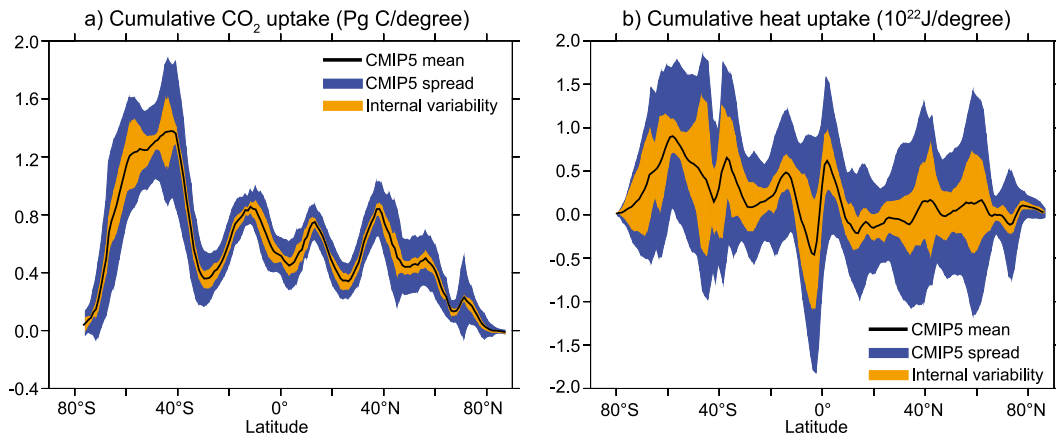 a) Cumulative CO₂ uptake (Pg C/degree)
2.0
1.6
1.2
0.8
0.4
0.0
-0.4
CMIP5 mean
CMIP5 spread
Internal variability
80°S
40°S
0°
40°N
80°N
Latitude
b) Cumulative heat uptake (10²²J/degree)
2.0
1.5
1.0
0.5
0.0
-0.5
-1.0
-1.5
-2.0
CMIP5 mean
CMIP5 spread
Internal variability
80°S
40°S
0°
40°N
80°N
Latitude